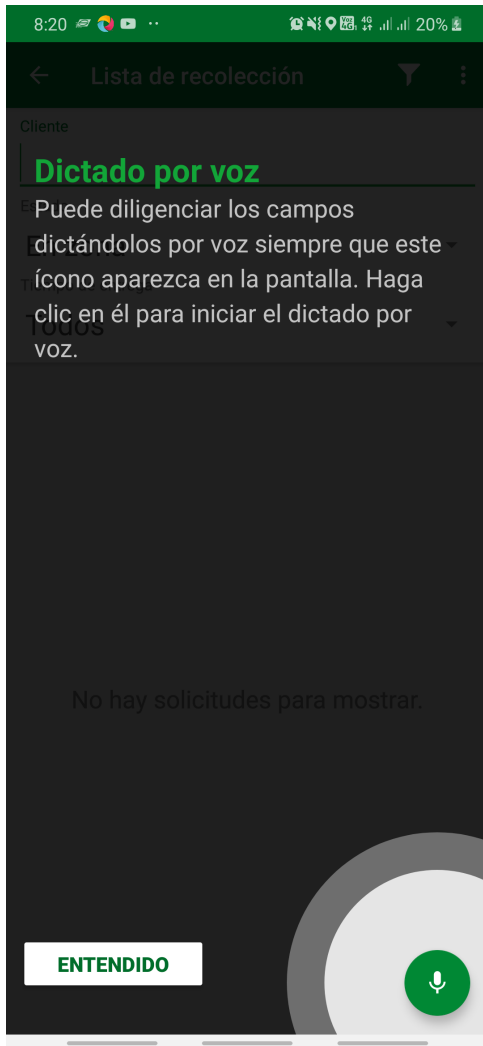 8:20
20%
Lista de recolección
Cliente
Dictado por voz
Puede diligenciar los campos
dictándolos por voz siempre que este
En zona
ícono aparezca en la pantalla. Haga
clic en él para iniciar el dictado por
Todos
voz.
No hay solicitudes para mostrar.
ENTENDIDO